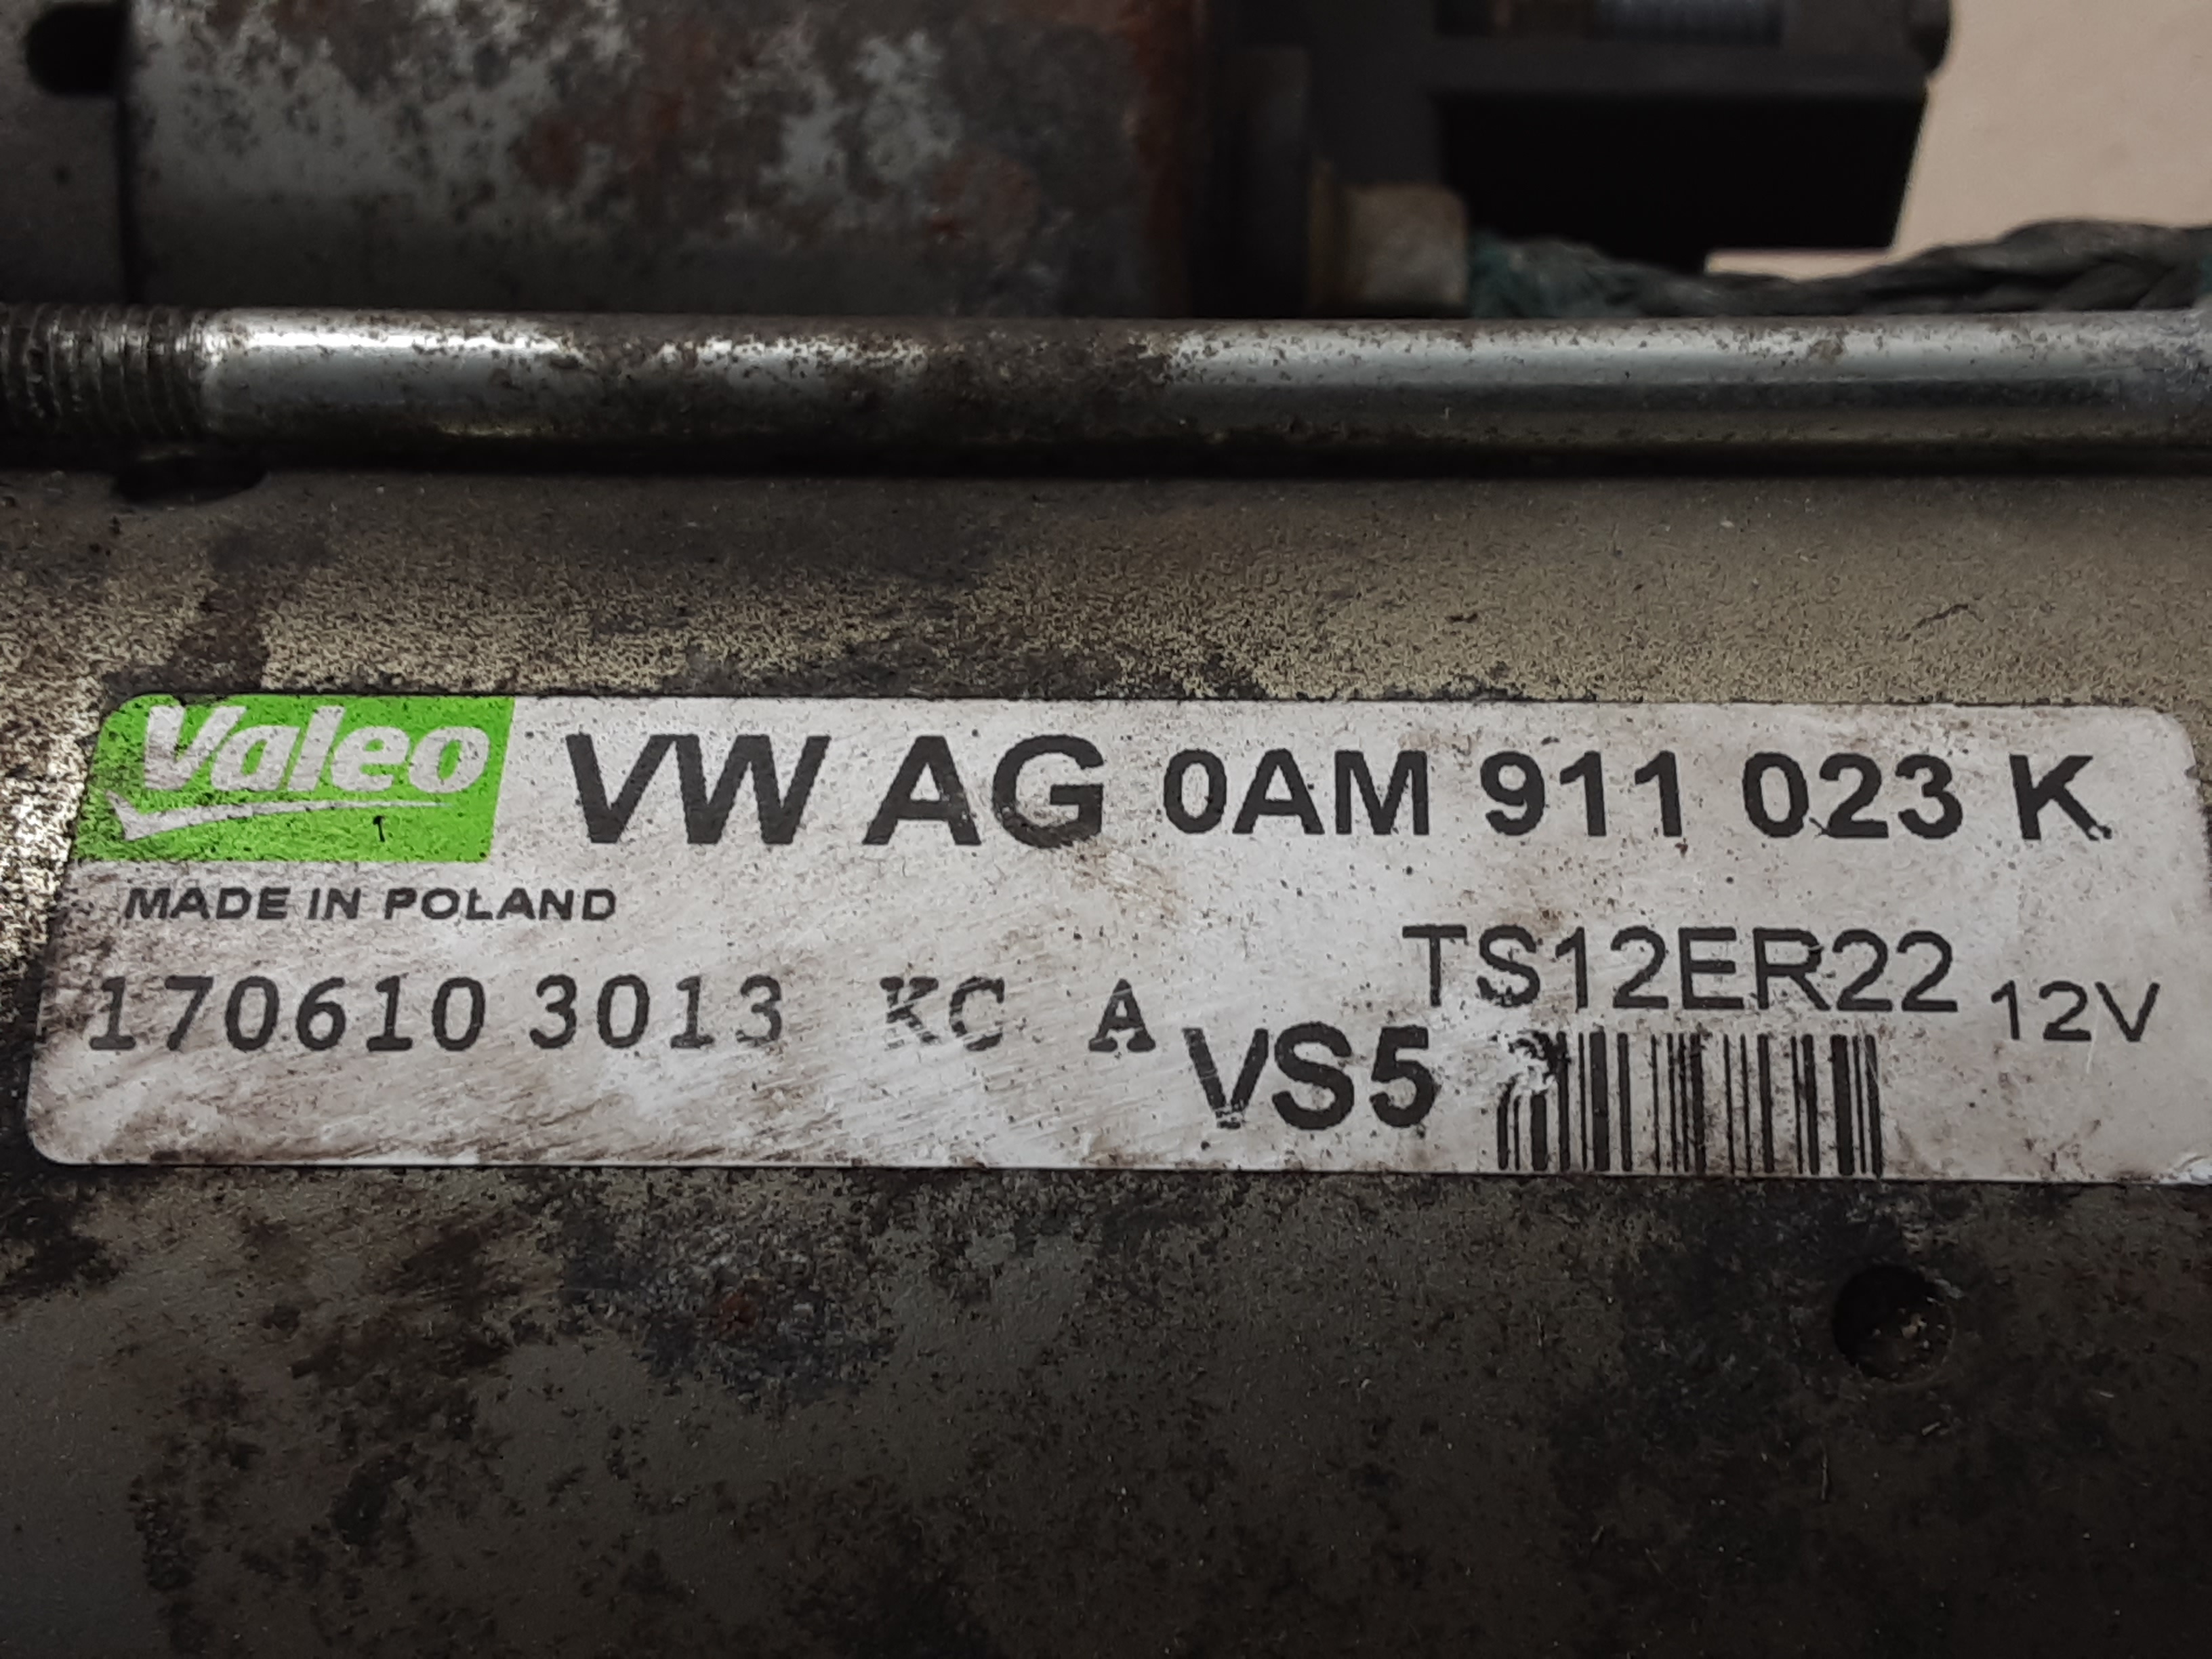 Valeo VW AG 0AM 911 023 K
MADE IN POLAND
TS12ER22 12V
170610 3013 KC A
VS5